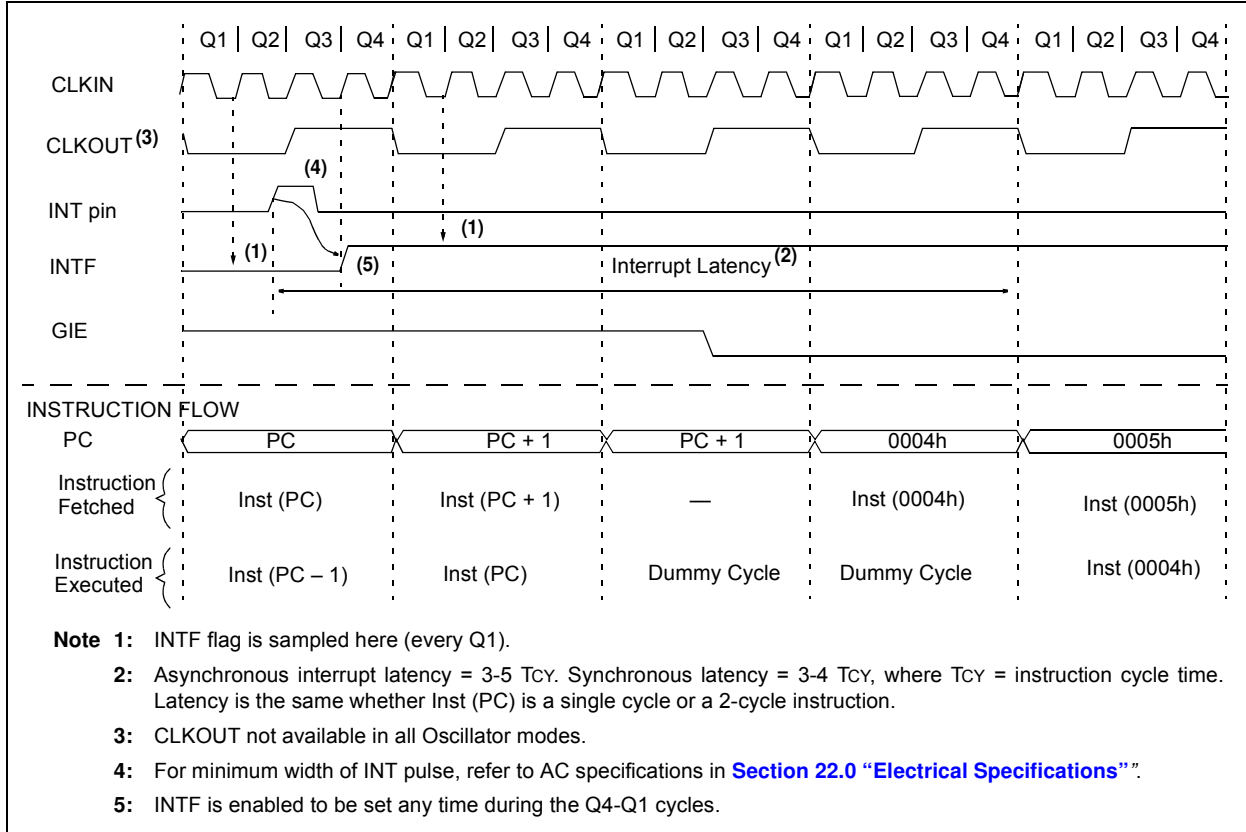 Q1 Q2 Q3 Q4 Q1 Q2 Q3 Q4 Q1 Q2 Q3 Q4 Q1 Q2 Q3 Q4 Q1 Q2 Q3 Q4
CLKIN
CLKOUT (3)
(4)
INT pin
(1)
(1)
INTF
(5)
Interrupt Latency (2)
GIE
INSTRUCTION FLOW
PC PC PC + 1 PC + 1 0004h 0005h
Instruction
Fetched
Inst (PC) Inst (PC + 1) — Inst (0004h) Inst (0005h)
Instruction
Executed
Inst (PC – 1) Inst (PC) Dummy Cycle Dummy Cycle Inst (0004h)
Note 1: INTF flag is sampled here (every Q1).
2: Asynchronous interrupt latency = 3-5 TCY. Synchronous latency = 3-4 TCY, where TCY = instruction cycle time.
Latency is the same whether Inst (PC) is a single cycle or a 2-cycle instruction.
3: CLKOUT not available in all Oscillator modes.
4: For minimum width of INT pulse, refer to AC specifications in Section 22.0 “Electrical Specifications””.
5: INTF is enabled to be set any time during the Q4-Q1 cycles.